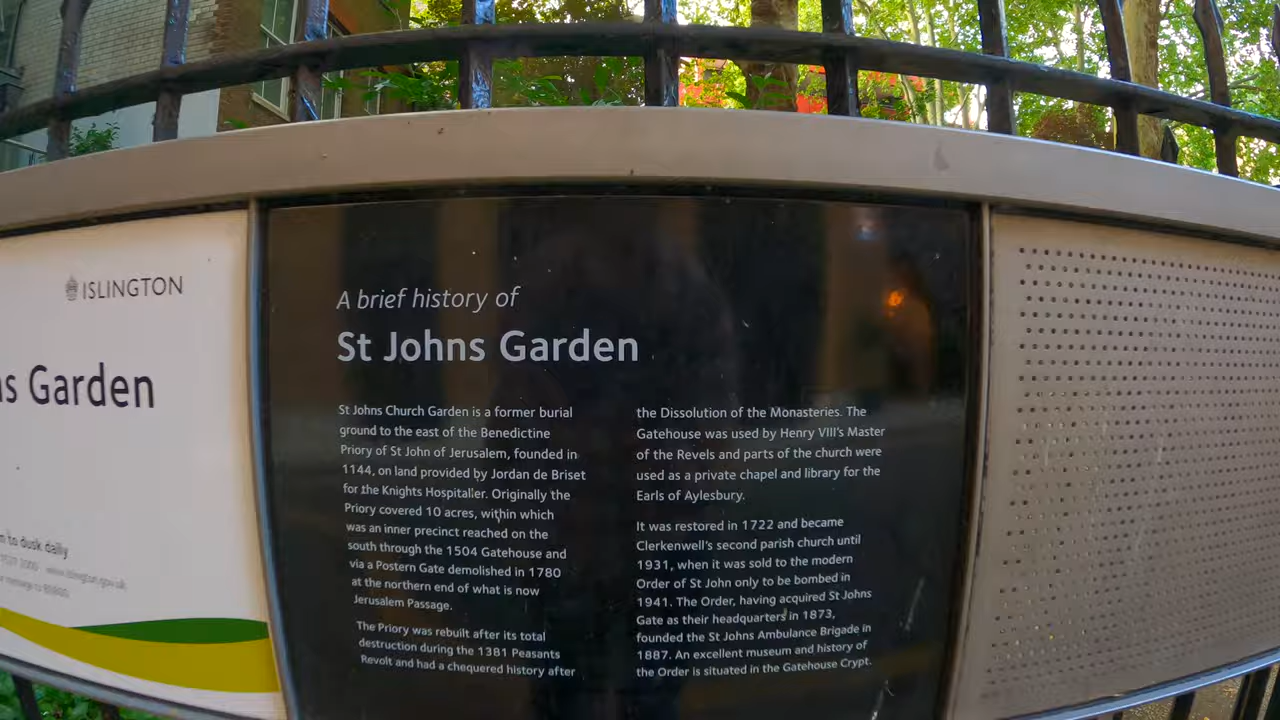 ISLINGTON
ns Garden
to dusk daily
www.islington.gov.uk
A brief history of
St Johns Garden
St Johns Church Garden is a former burial
ground to the east of the Benedictine
Priory of St John of Jerusalem, founded in
1144, on land provided by Jordan de Briset
for the Knights Hospitaller. Originally the
Priory covered 10 acres, within which
was an inner precinct reached on the
south through the 1504 Gatehouse and
via a Postern Gate demolished in 1780
at the northern end of what is now
Jerusalem Passage.
The Priory was rebuilt after its total
destruction during the 1381 Peasants
Revolt and had a chequered history after
the Dissolution of the Monasteries. The
Gatehouse was used by Henry VIII's Master
of the Revels and parts of the church were
used as a private chapel and library for the
Earls of Aylesbury.
It was restored in 1722 and became
Clerkenwell's second parish church until
1931, when it was sold to the modern
Order of St John only to be bombed in
1941. The Order, having acquired St Johns
Gate as their headquarters in 1873,
founded the St Johns Ambulance Brigade in
1887. An excellent museum and history of
the Order is situated in the Gatehouse Crypt.